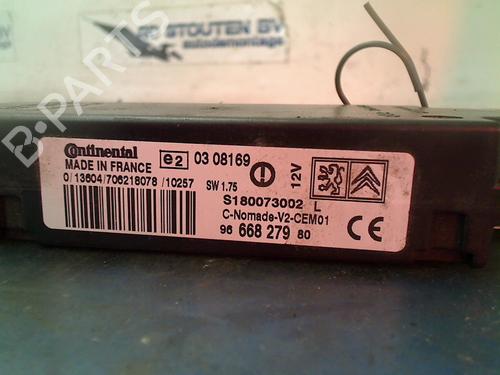 STOUTEN BV
autodemontage
B-PARTS
Continental
MADE IN FRANCE
e2 03 08169
0/13604/706218078 /10257
SW 1.75
12V
S180073002 L
C-Nomade-V2-CEM01
96 668 279 80
CE